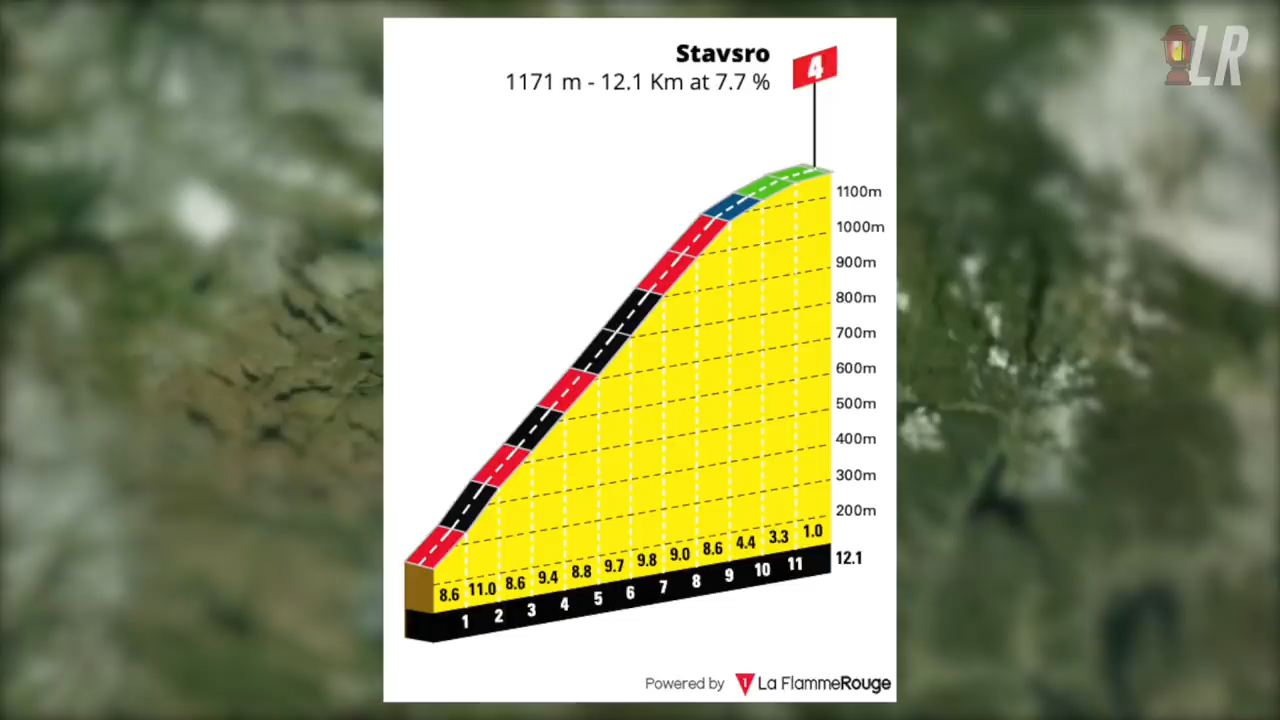 LR
Stavsro
4
1171 m - 12.1 Km at 7.7 %
1100m
1000m
900m
800m
700m
600m
500m
400m
300m
200m
8.6 11.0 8.6 9.4 8.8 9.7 9.8 9.0 8.6 4.4 3.3 1.0
1 2 3 4 5 6 7 8 9 10 11 12.1
Powered by 1 La FlammeRouge